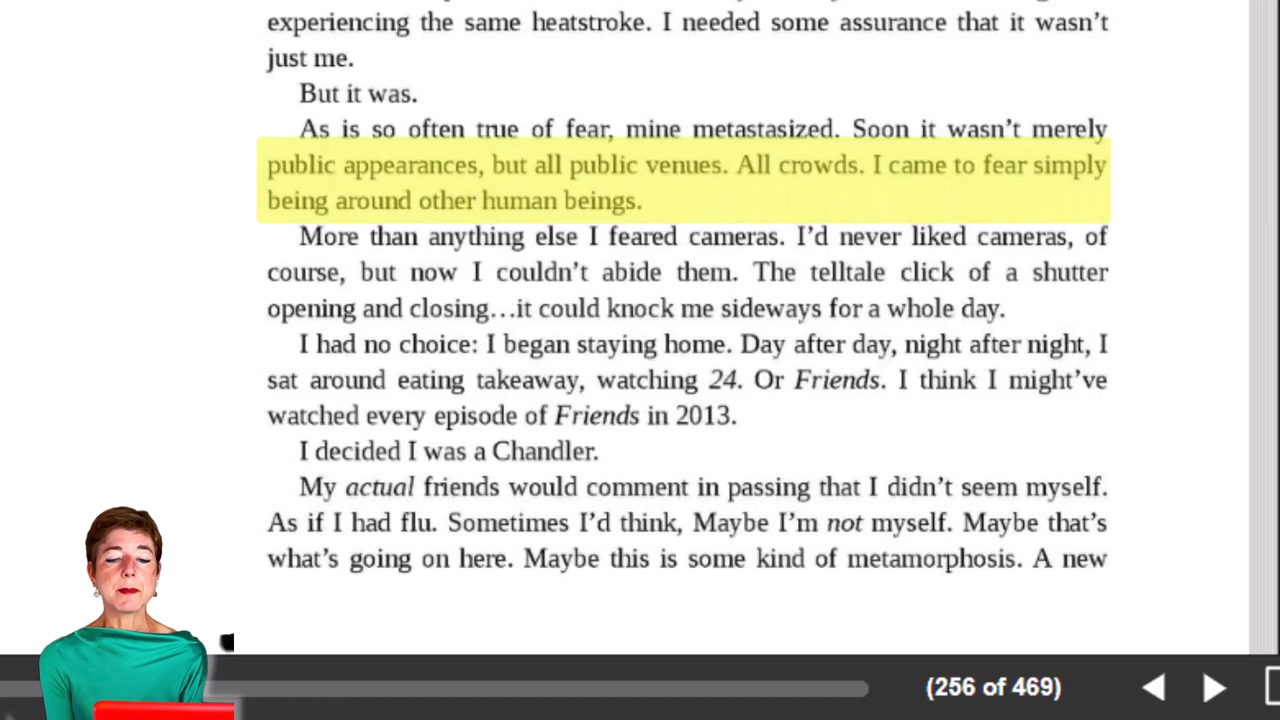 experiencing the same heatstroke. I needed some assurance that it wasn’t
just me.
But it was.
As is so often true of fear, mine metastasized. Soon it wasn’t merely
public appearances, but all public venues. All crowds. I came to fear simply
being around other human beings.
More than anything else I feared cameras. I’d never liked cameras, of
course, but now I couldn’t abide them. The telltale click of a shutter
opening and closing…it could knock me sideways for a whole day.
I had no choice: I began staying home. Day after day, night after night, I
sat around eating takeaway, watching 24. Or Friends. I think I might’ve
watched every episode of Friends in 2013.
I decided I was a Chandler.
My actual friends would comment in passing that I didn’t seem myself.
As if I had flu. Sometimes I’d think, Maybe I’m not myself. Maybe that’s
what’s going on here. Maybe this is some kind of metamorphosis. A new
(256 of 469)